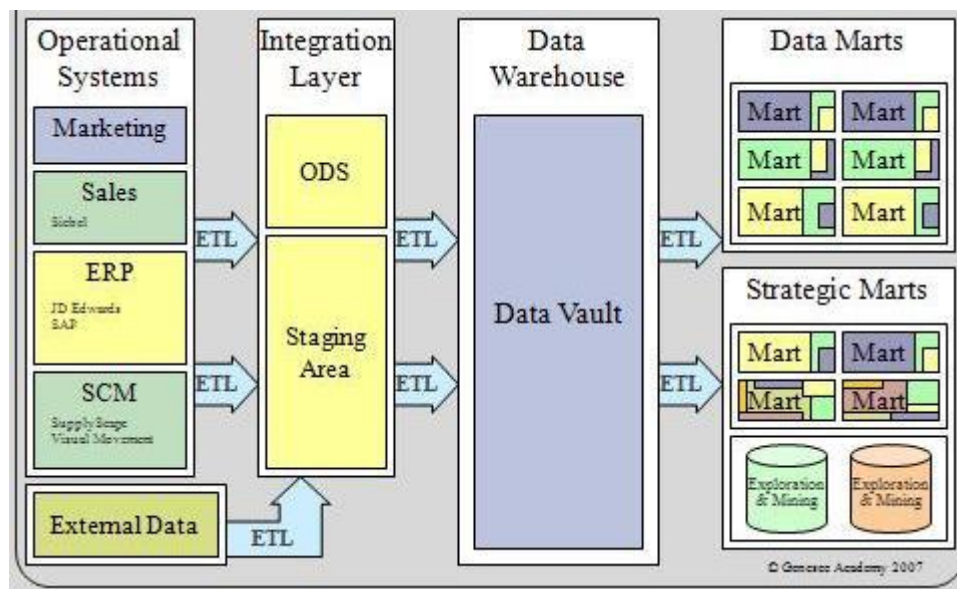 Operational
Systems
Marketing
Sales
Siebel
ERP
JD Edwards
SAP
SCM
SupplyScape
Visual Movement
External Data
ETL
ETL
ETL
Integration
Layer
ODS
Staging
Area
ETL
ETL
Data
Warehouse
Data Vault
ETL
ETL
Data Marts
Mart Mart
Mart Mart
Mart Mart
Strategic Marts
Mart Mart
Mart Mart
Exploration
& Mining
Exploration
& Mining
© Genesee Academy 2007